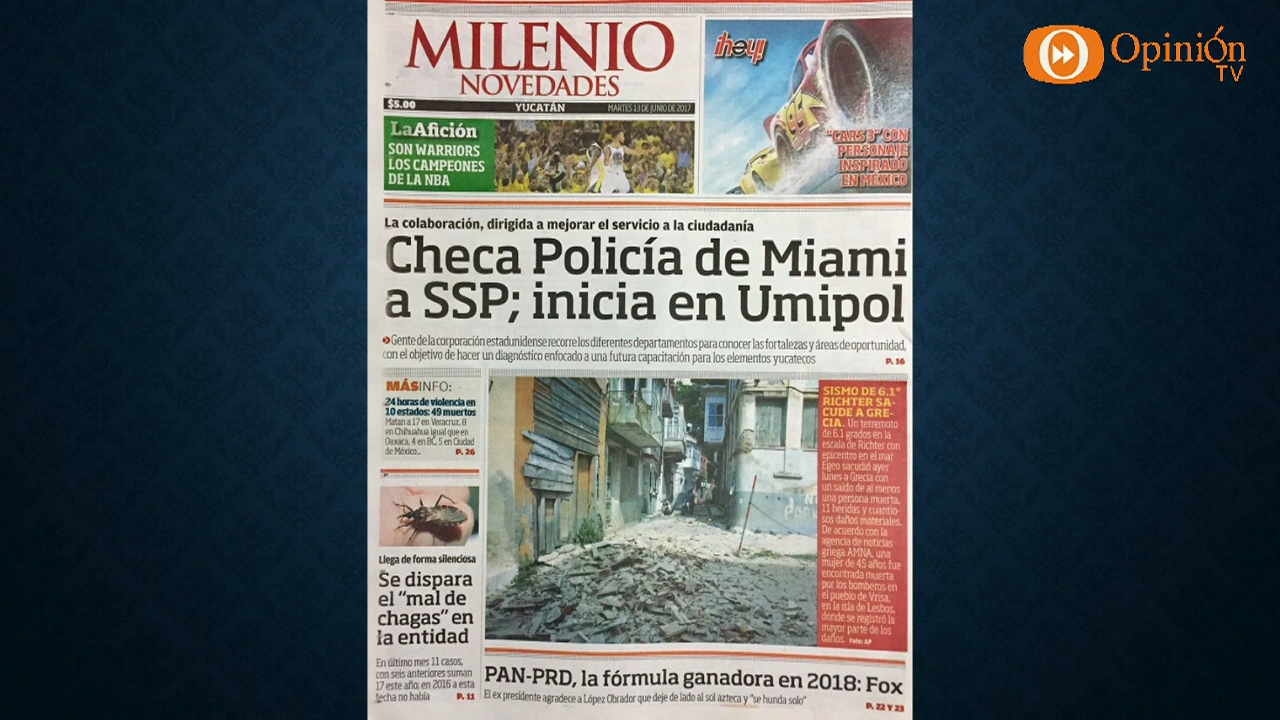 MILENIO
NOVEDADES
$5.00
YUCATÁN
MARTES 13 DE JUNIO DE 2017
¡hey!
"CARS 3" CON
PERSONAJE
INSPIRADO
EN MÉXICO
Opinión
TV
LaAfición
SON WARRIORS
LOS CAMPEONES
DE LA NBA
La colaboración, dirigida a mejorar el servicio a la ciudadanía
Checa Policía de Miami
a SSP; inicia en Umipol
Gente de la corporación estadunidense recorre los diferentes departamentos para conocer las fortalezas y áreas de oportunidad,
con el objetivo de hacer un diagnóstico enfocado a una futura capacitación para los elementos yucatecos
P. 16
MÁSINFO:
24 horas de violencia en
10 estados: 49 muertos
Matan a 17 en Veracruz, 8
en Chihuahua igual que en
Oaxaca, 4 en BC, 5 en Ciudad
de México...
P. 26
Llega de forma silenciosa
Se dispara
el "mal de
chagas" en
la entidad
En último mes 11 casos,
con seis anteriores suman
17 este año; en 2016 a esta
fecha no había
P. 11
SISMO DE 6.1°
RICHTER SA-
CUDE A GRE-
CIA. Un terremoto
de 6.1 grados en la
escala de Richter con
epicentro en el mar
Egeo sacudió ayer
lunes a Grecia con
un saldo de al menos
una persona muerta,
11 heridas y cuantio-
sos daños materiales.
De acuerdo con la
agencia de noticias
griega AMNA, una
mujer de 45 años fue
encontrada muerta
por los bomberos en
el pueblo de Vrisa,
en la isla de Lesbos,
donde se registró la
mayor parte de los
daños. Foto: AP
PAN-PRD, la fórmula ganadora en 2018: Fox
El ex presidente agradece a López Obrador que deje de lado al sol azteca y "se hunda solo"
P. 22 Y 23